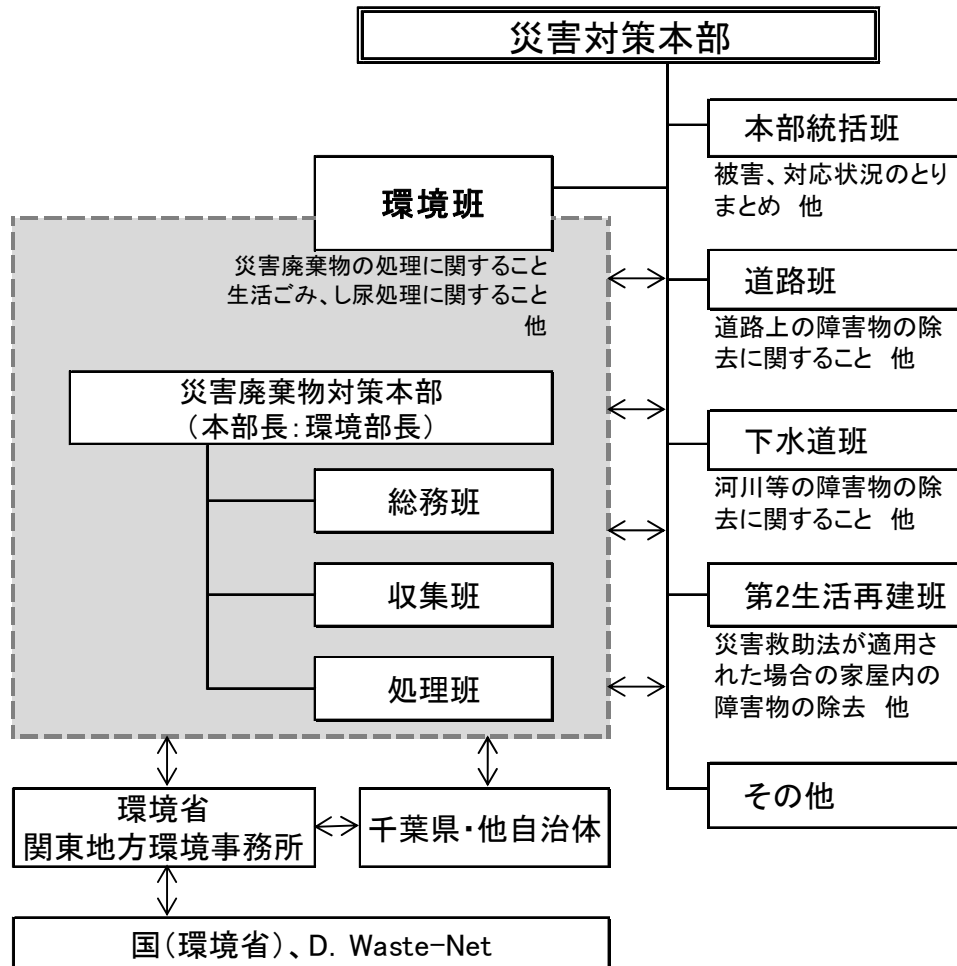 災害対策本部
本部統括班
被害、対応状況のとり
まとめ 他
環境班
災害廃棄物の処理に関すること
生活ごみ、し尿処理に関すること
他
道路班
道路上の障害物の除
去に関すること 他
災害廃棄物対策本部
（本部長：環境部長）
下水道班
河川等の障害物の除
去に関すること 他
総務班
収集班
処理班
第2生活再建班
災害救助法が適用さ
れた場合の家屋内の
障害物の除去 他
その他
環境省
関東地方環境事務所
千葉県・他自治体
国（環境省）、D. Waste-Net